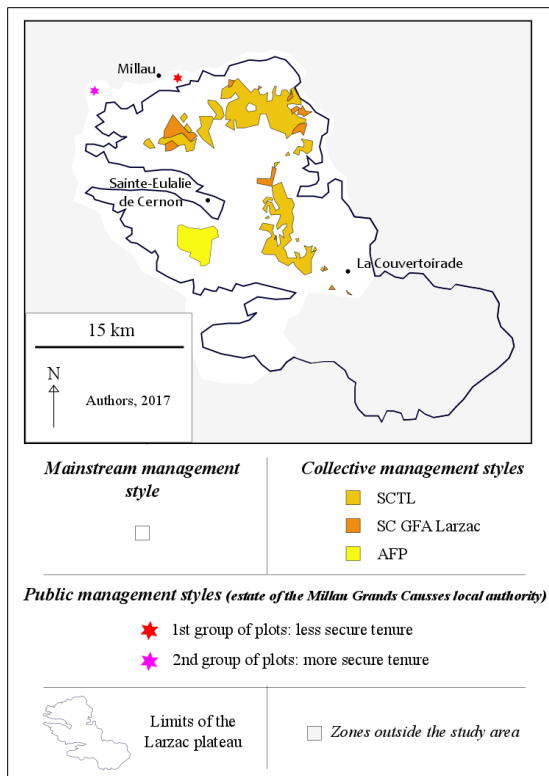 Millau
Sainte-Eulalie
de Cernon
La Couvertoirade
15 km
N
Authors, 2017
Mainstream management
style
Collective management styles
SCTL
SC GFA Larzac
AFP
Public management styles (estate of the Millau Grands Causses local authority)
1st group of plots: less secure tenure
2nd group of plots: more secure tenure
Limits of the
Larzac plateau
Zones outside the study area